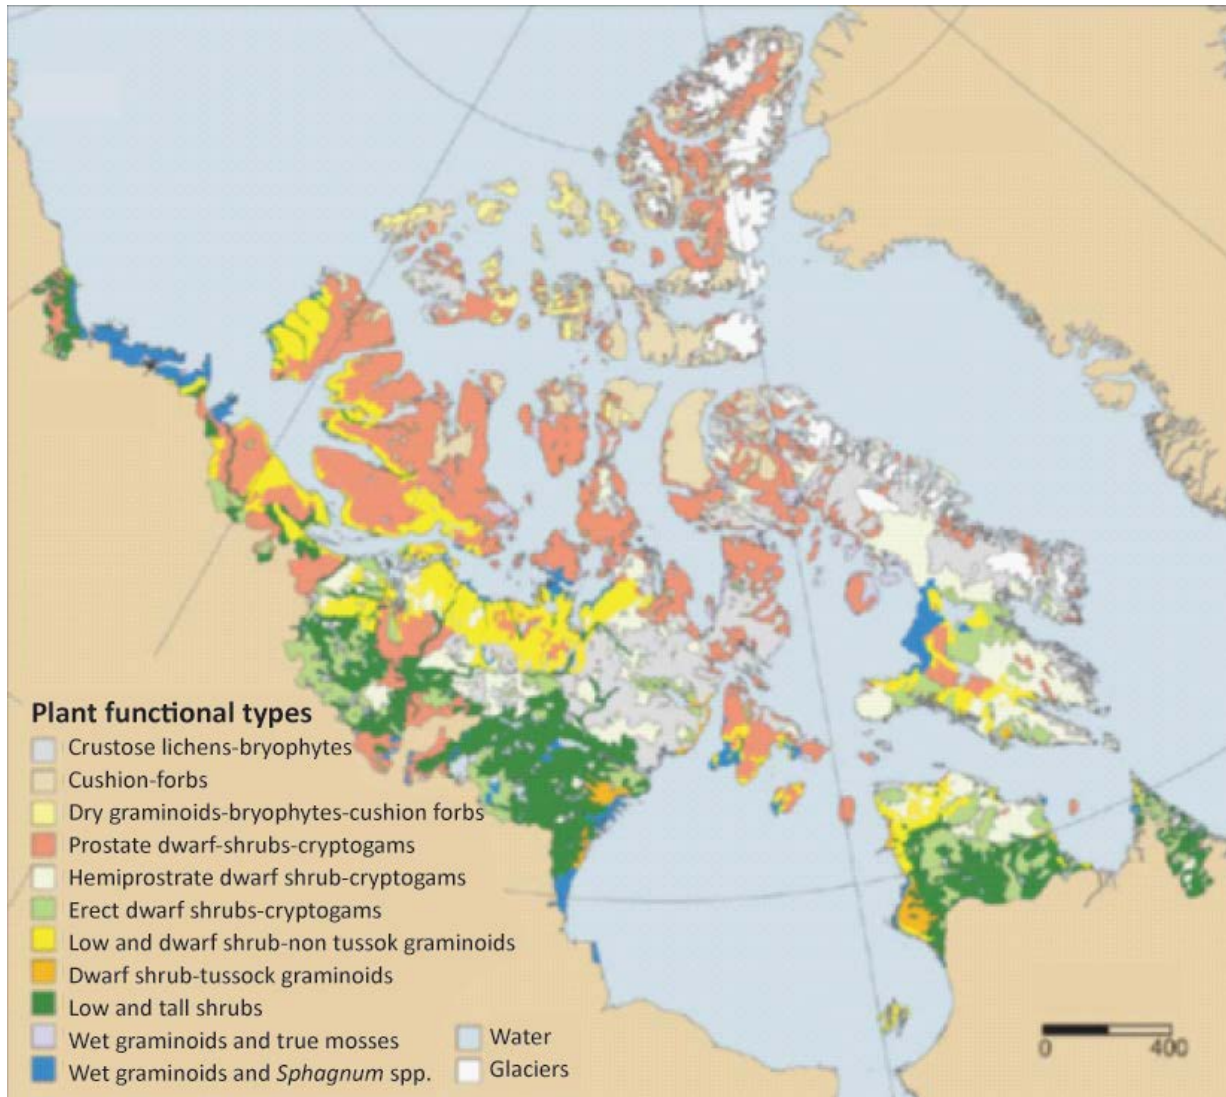 Plant functional types
Crustose lichens-bryophytes
Cushion-forbs
Dry graminoids-bryophytes-cushion forbs
Prostate dwarf-shrubs-cryptogams
Hemiprostrate dwarf shrub-cryptogams
Erect dwarf shrubs-cryptogams
Low and dwarf shrub-non tussok graminoids
Dwarf shrub-tussock graminoids
Low and tall shrubs
Wet graminoids and true mosses
Wet graminoids and Sphagnum spp.
Water
Glaciers
0 400